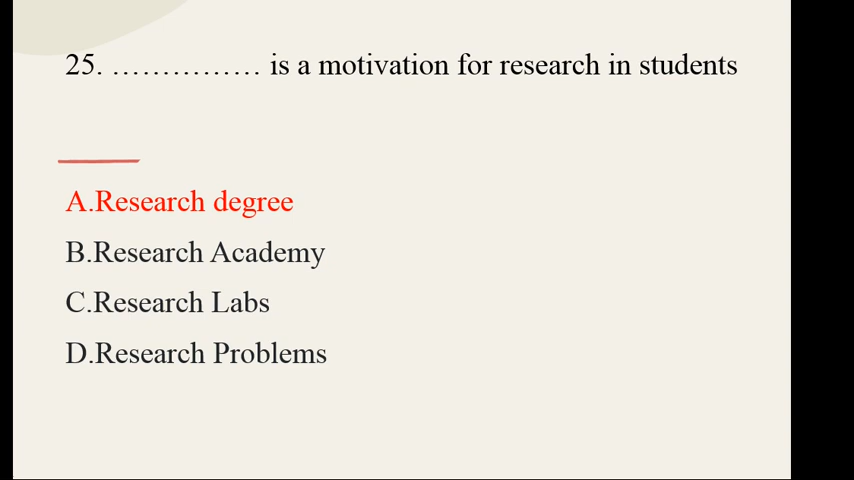 25. …………… is a motivation for research in students
A.Research degree
B.Research Academy
C.Research Labs
D.Research Problems